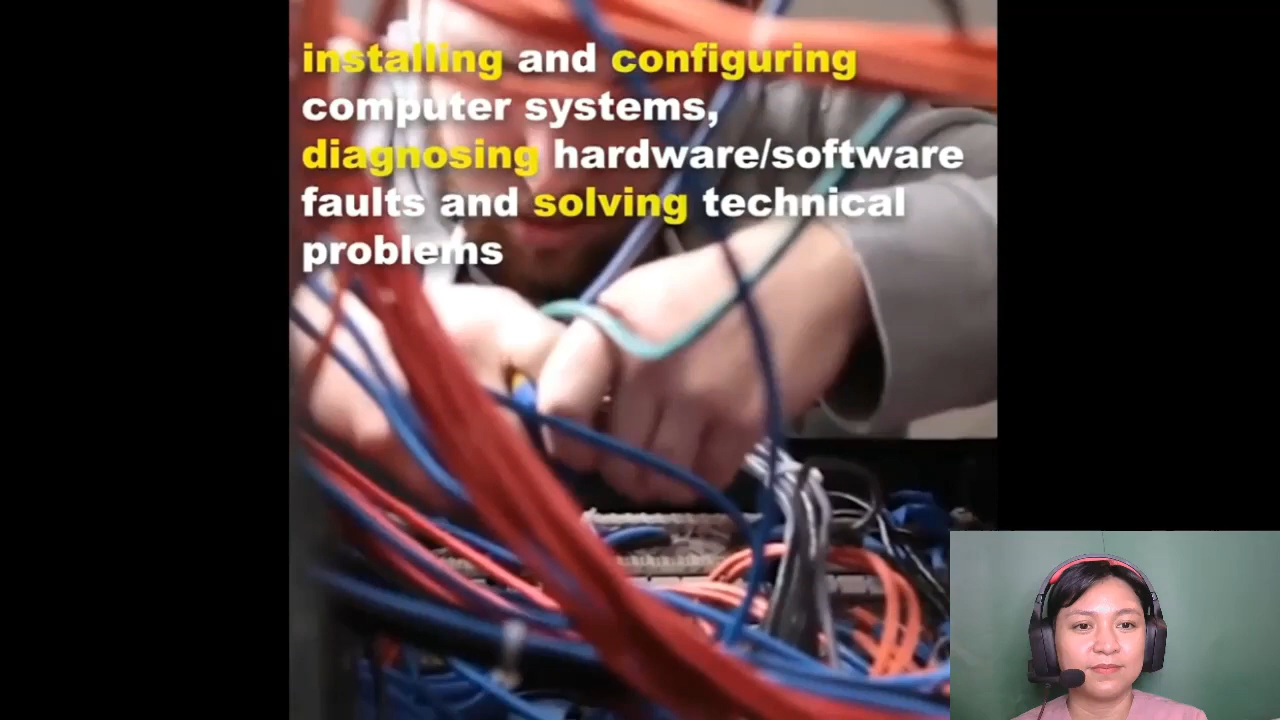 installing and configuring
computer systems,
diagnosing hardware/software
faults and solving technical
problems